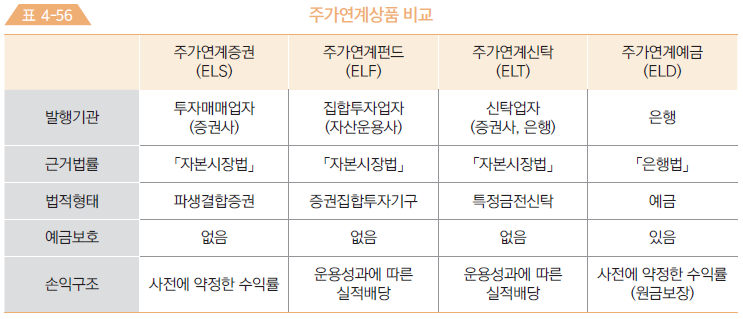 표 4-56
주가연계상품 비교
주가연계증권 주가연계펀드 주가연계신탁 주가연계예금
(ELS) (ELF) (ELT) (ELD)
발행기관 투자매매업자 집합투자업자 신탁업자 은행
(증권사) (자산운용사) (증권사, 은행)
근거법률 「자본시장법」 「자본시장법」 「자본시장법」 「은행법」
법적형태 파생결합증권 증권집합투자기구 특정금전신탁 예금
예금보호 없음 없음 없음 있음
손익구조 사전에 약정한 수익률 운용성과에 따른 운용성과에 따른 사전에 약정한 수익률
실적배당 실적배당 (원금보장)